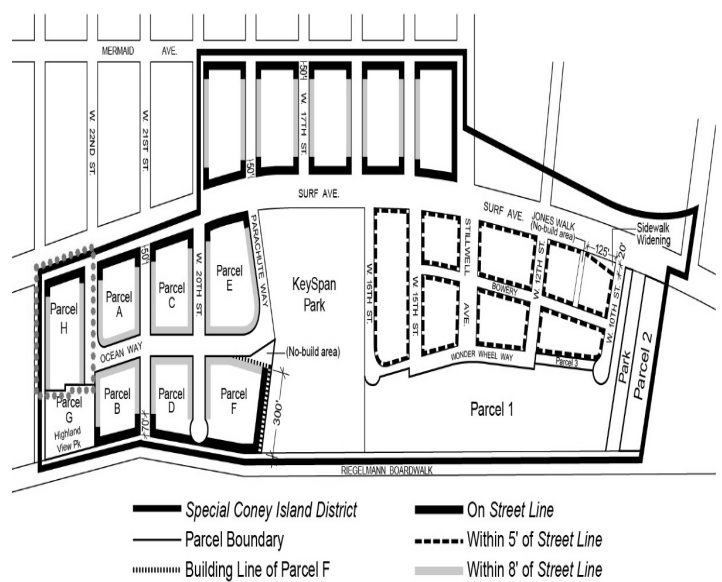 MERMAID AVE.
W. 22ND ST.
W. 21ST ST.
50'
W. 17TH ST.
50'
SURF AVE.
SURF AVE.
JONES WALK
(No-build area)
125'
20'
Sidewalk
Widening
50'
W. 20TH ST.
PARACHUTE WAY
Parcel
H
Parcel
A
Parcel
C
Parcel
E
KeySpan
Park
W. 16TH ST.
W. 15TH ST.
STILLWELL
AVE.
BOWERY
W. 12TH ST.
W. 10TH ST.
WONDER WHEEL WAY
Parcel 3
Park
Parcel 2
OCEAN WAY
(No-build area)
Parcel
G
Highland
View Pk
Parcel
B
70'
Parcel
D
Parcel
F
300'
Parcel 1
RIEGELMANN BOARDWALK
Special Coney Island District
Parcel Boundary
Building Line of Parcel F
On Street Line
Within 5' of Street Line
Within 8' of Street Line